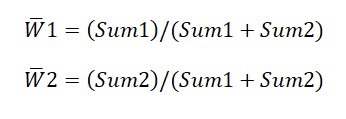 W̅1 = (Sum1)/(Sum1 + Sum2)
W̅2 = (Sum2)/(Sum1 + Sum2)